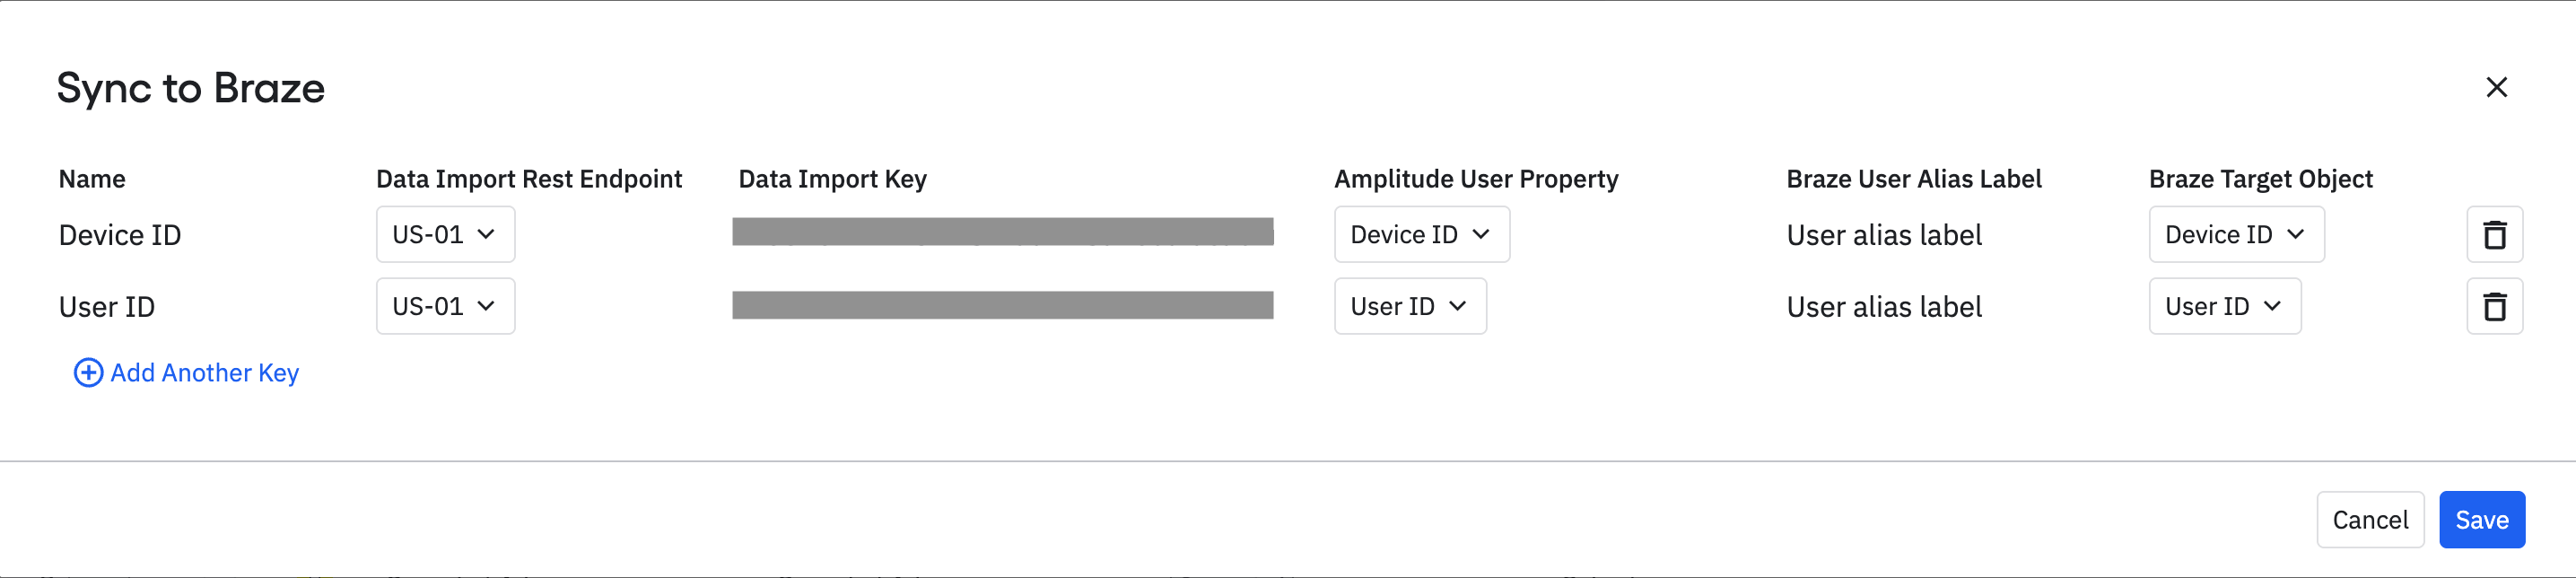 Sync to Braze
Name Data Import Rest Endpoint Data Import Key Amplitude User Property Braze User Alias Label Braze Target Object
Device ID US-01 Device ID User alias label Device ID
User ID US-01 User ID User alias label User ID
Add Another Key
Cancel Save